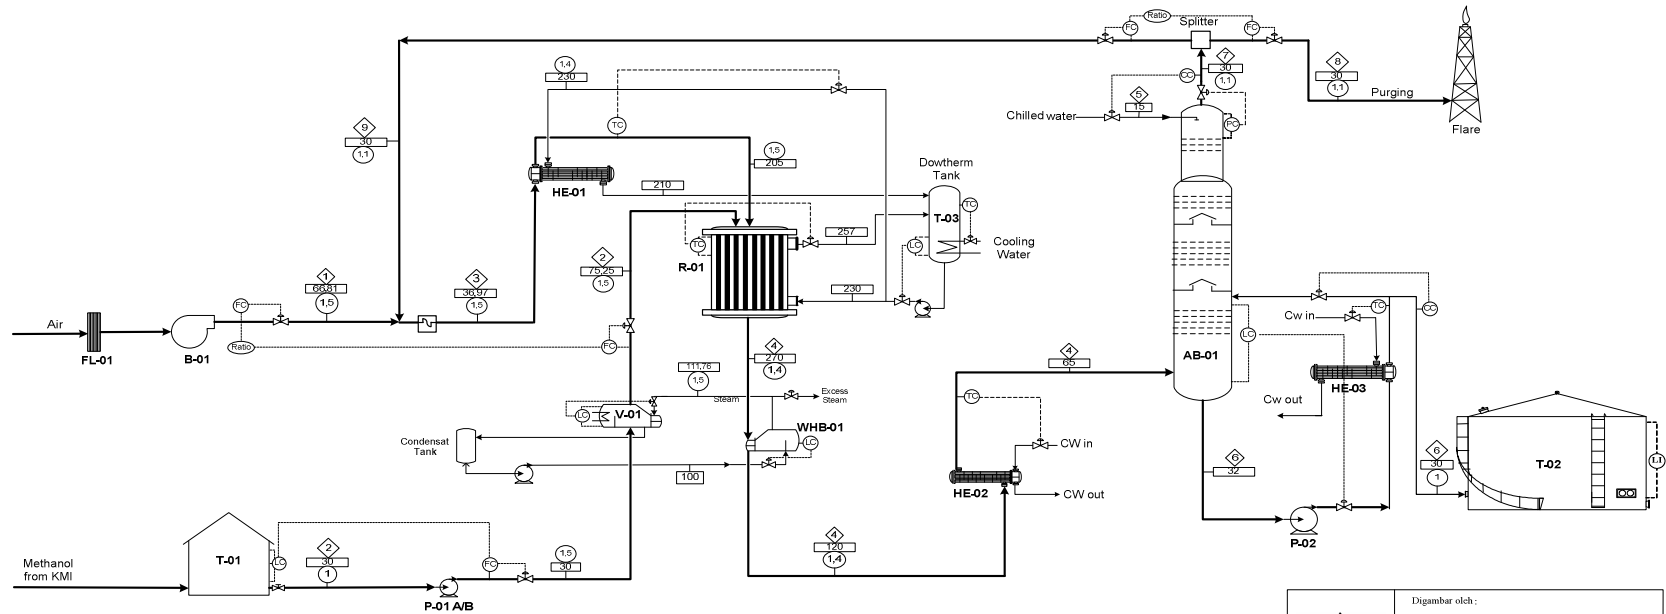 Ratio
FC
FC
Splitter
7
30
1,1
8
30
1,1
Purging
Flare
1,4
230
CC
5
15
Chilled water
PC
TC
9
30
1,1
1,5
205
HE-01
210
Dowtherm
Tank
T-03
TC
LC
Cooling
Water
257
230
TC
R-01
2
75,25
1,5
1
66,81
1,5
3
36,97
1,5
FC
Air
FL-01
B-01
Ratio
FC
4
270
1,4
111,76
1,5
Steam
Excess
Steam
V-01
LC
WHB-01
LC
Condensat
Tank
100
4
65
TC
CW in
CW out
HE-02
4
120
1,4
AB-01
LC
Cw in
TC
CC
HE-03
Cw out
6
32
P-02
6
30
1
T-02
LI
Methanol
from KMI
T-01
LC
2
30
1
FC
1,5
30
P-01 A/B
Digambar oleh :